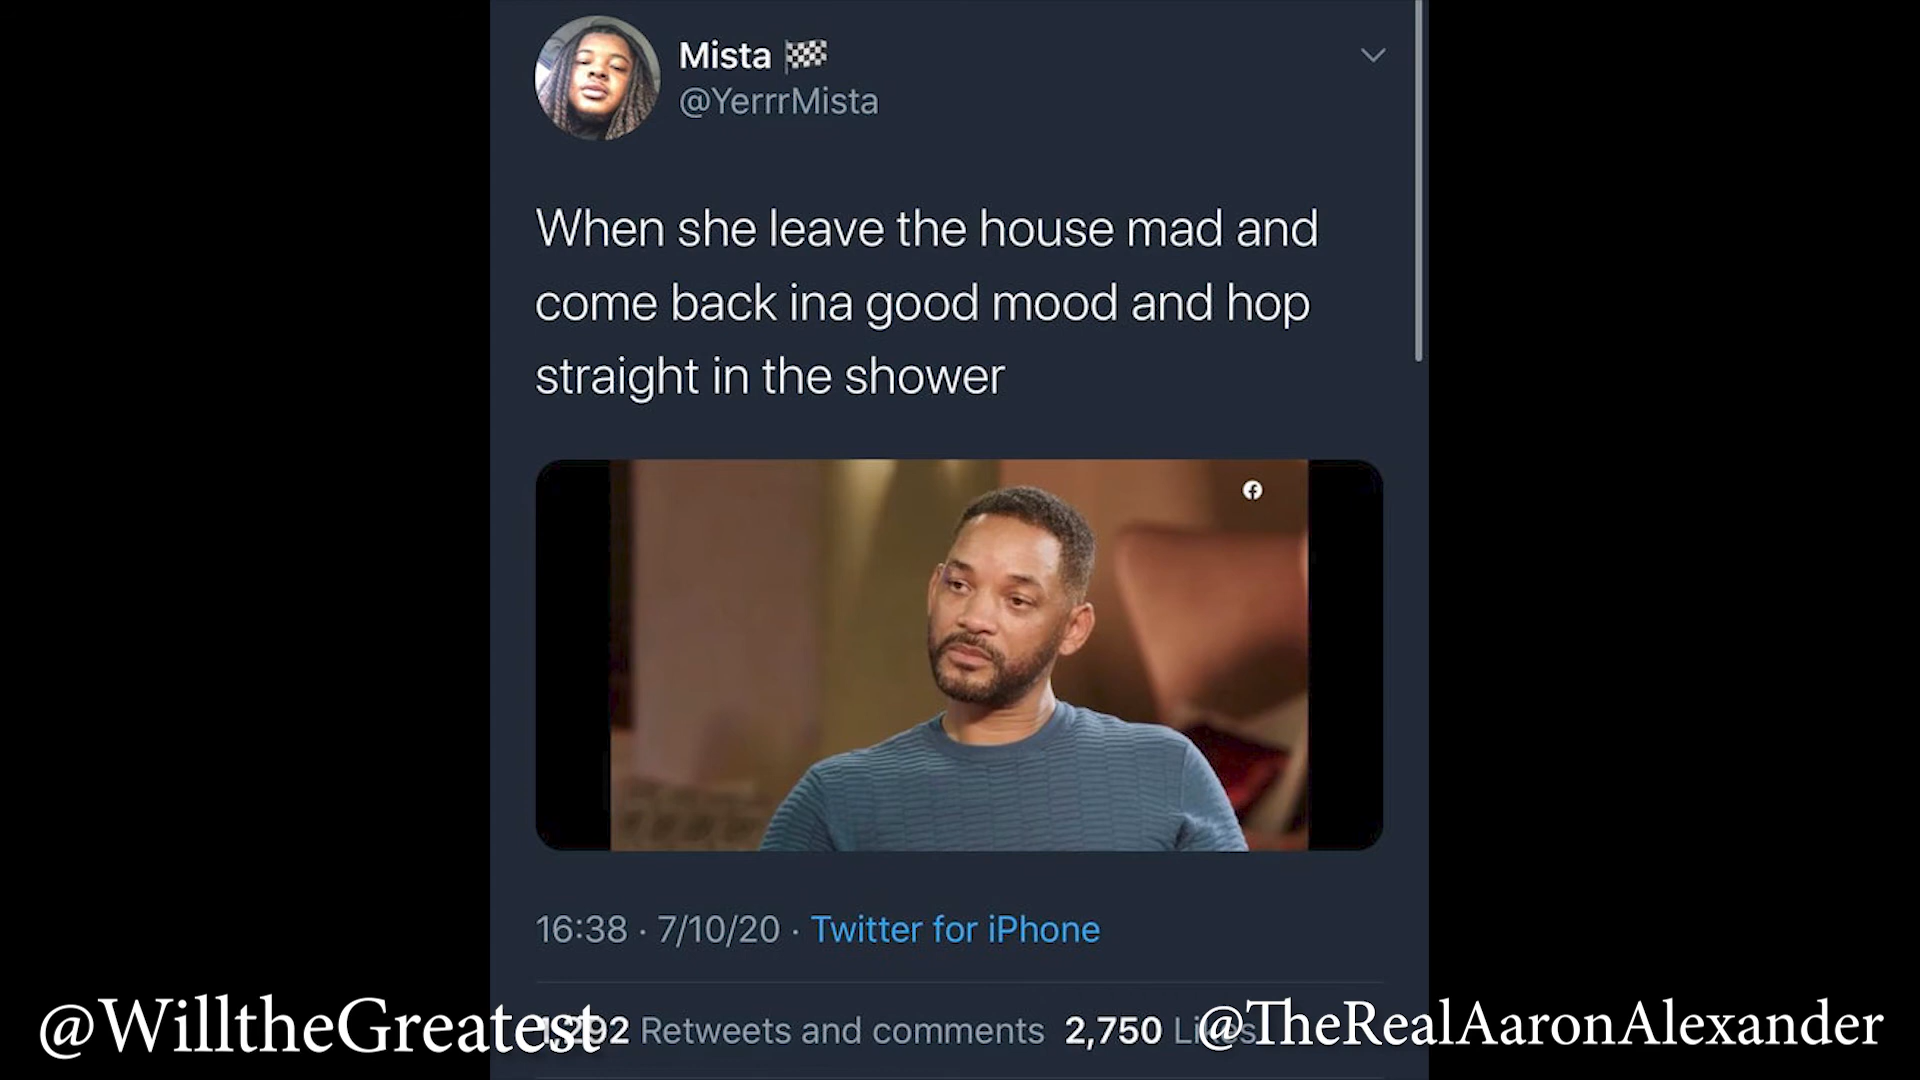 Mista
@YerrrMista
When she leave the house mad and
come back ina good mood and hop
straight in the shower
16:38 · 7/10/20 · Twitter for iPhone
Retweets and comments 2,750 Likes
@WilltheGreatest
@TheRealAaronAlexander